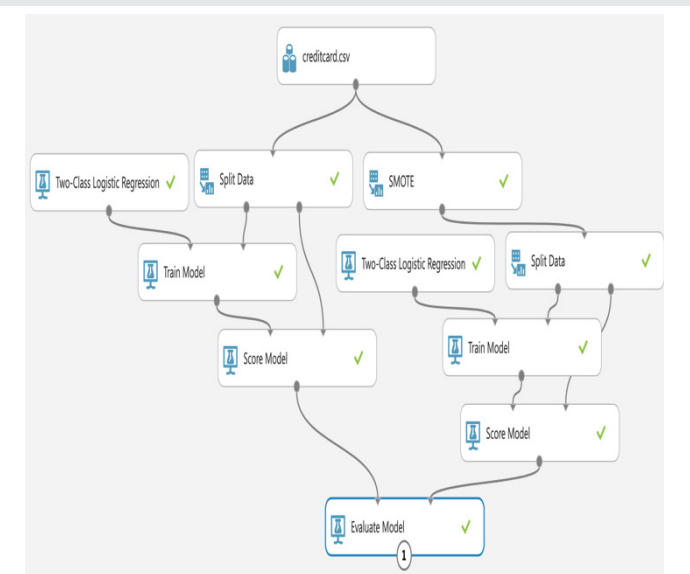 creditcard.csv
Two-Class Logistic Regression
Split Data
SMOTE
Train Model
Two-Class Logistic Regression
Split Data
Score Model
Train Model
Score Model
Evaluate Model
1